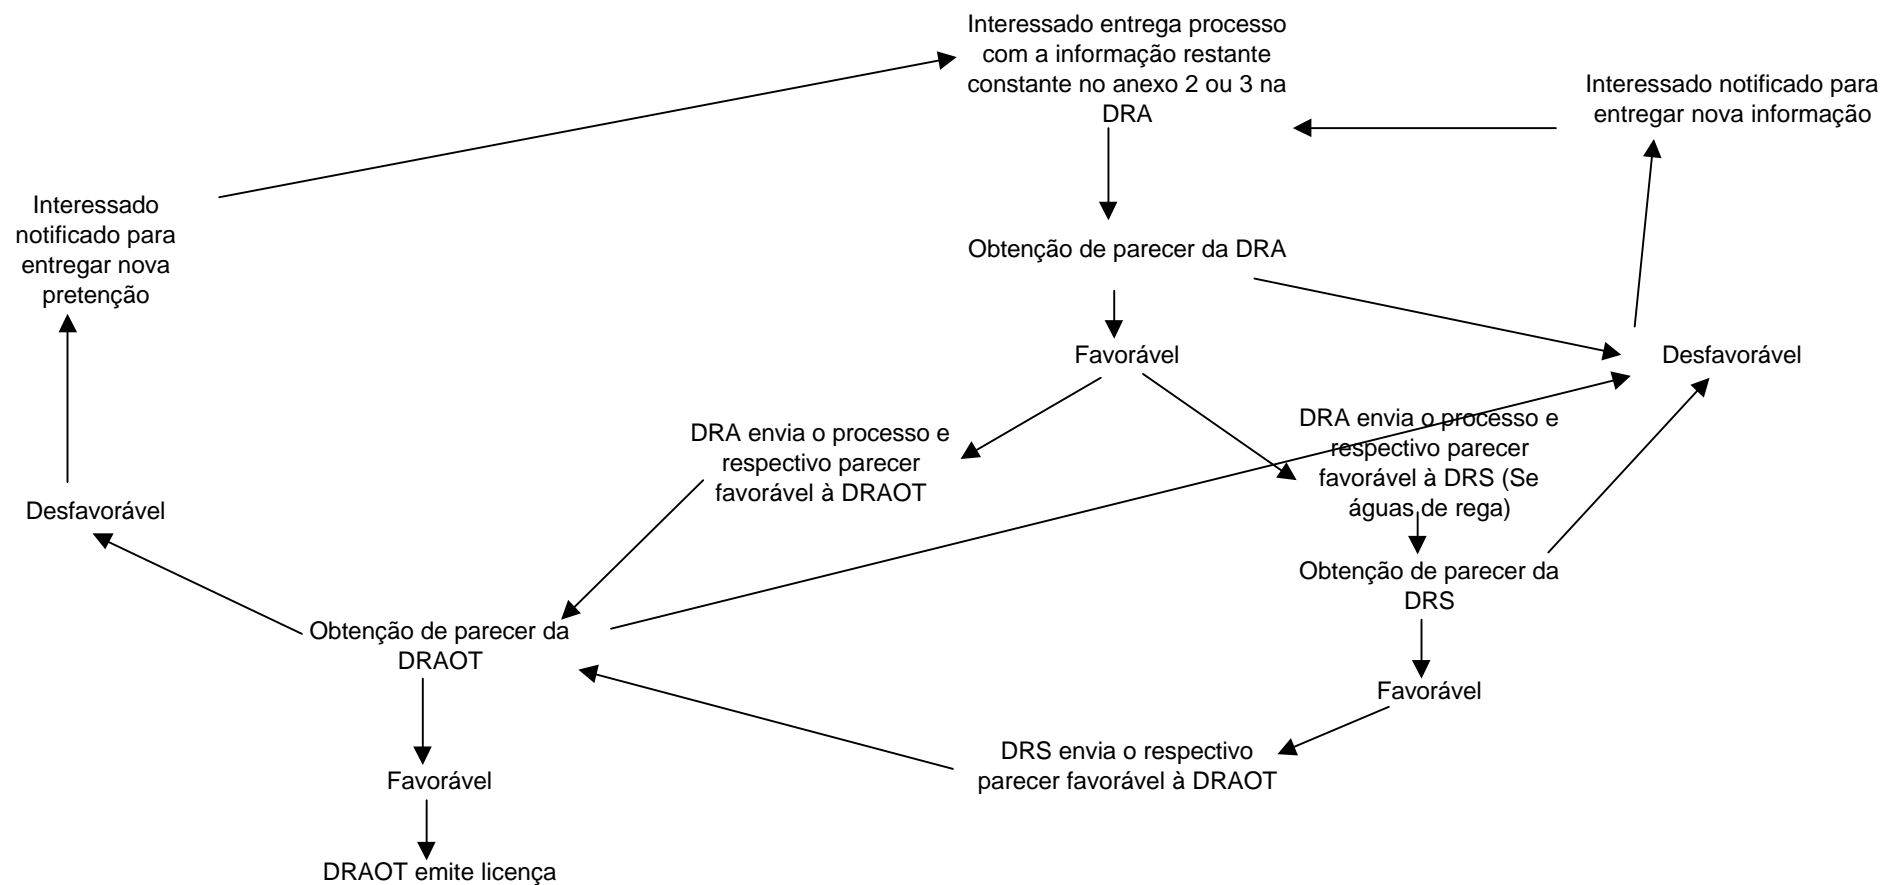 Interessado entrega processo
com a informação restante
constante no anexo 2 ou 3 na
DRA
Interessado notificado para
entregar nova informação
Interessado
notificado para
entregar nova
pretenção
Obtenção de parecer da DRA
Favorável
Desfavorável
DRA envia o processo e
respectivo parecer
favorável à DRAOT
DRA envia o processo e
respectivo parecer
favorável à DRS (Se
águas de rega)
Desfavorável
Obtenção de parecer da
DRS
Obtenção de parecer da
DRAOT
Favorável
DRS envia o respectivo
parecer favorável à DRAOT
Favorável
DRAOT emite licença